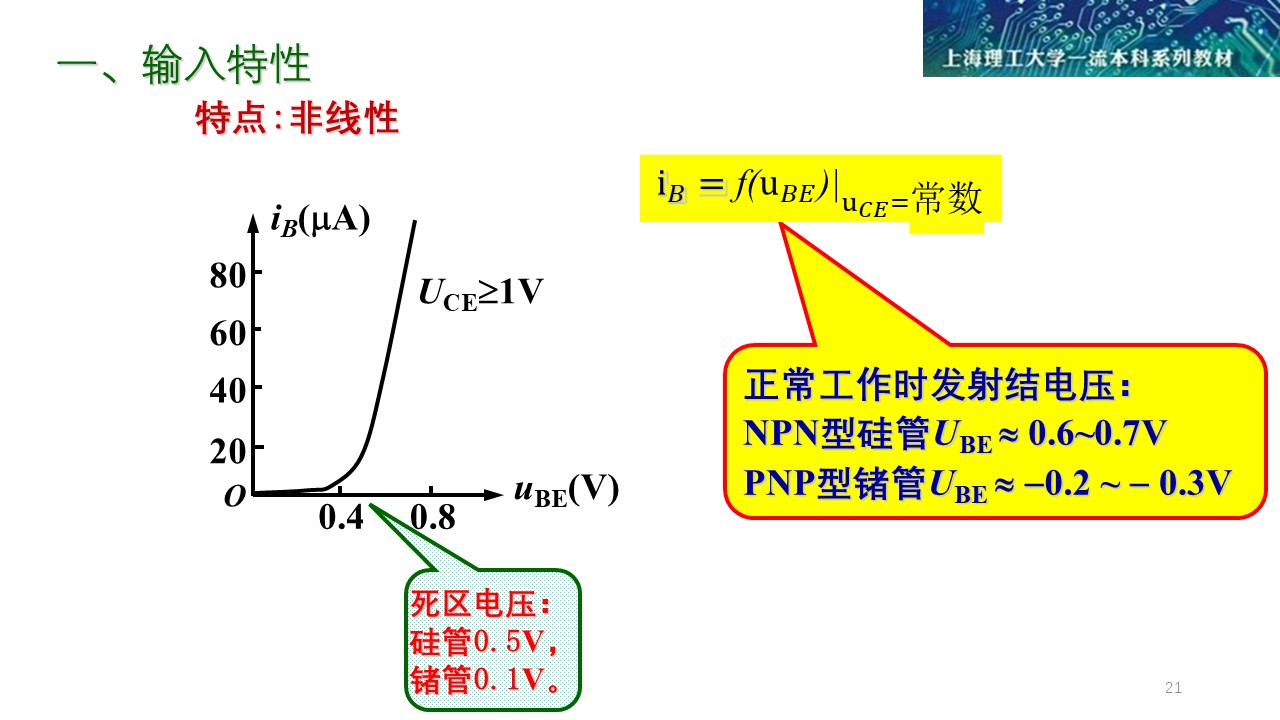 一、输入特性
上海理工大学一流本科系列教材
特点:非线性
iB = f(uBE)|uCE=常数
iB(μA)
80
60
40
20
O
0.4
0.8
UCE≥1V
uBE(V)
正常工作时发射结电压：
NPN型硅管UBE ≈ 0.6~0.7V
PNP型锗管UBE ≈ −0.2 ~ − 0.3V
死区电压：
硅管0.5V，
锗管0.1V。
21